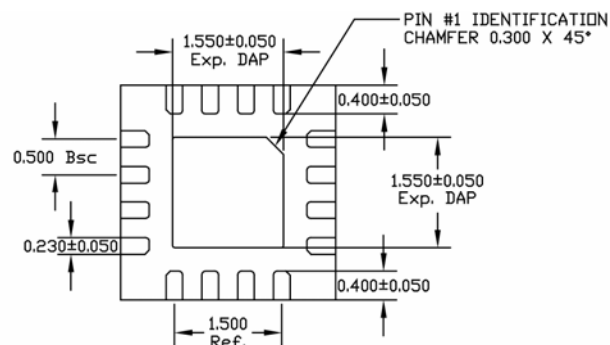 PIN #1 IDENTIFICATION
CHAMFER 0.300 X 45°
1.550±0.050
Exp. DAP
0.400±0.050
0.500 Bsc
1.550±0.050
Exp. DAP
0.230±0.050
0.400±0.050
1.500
Ref.